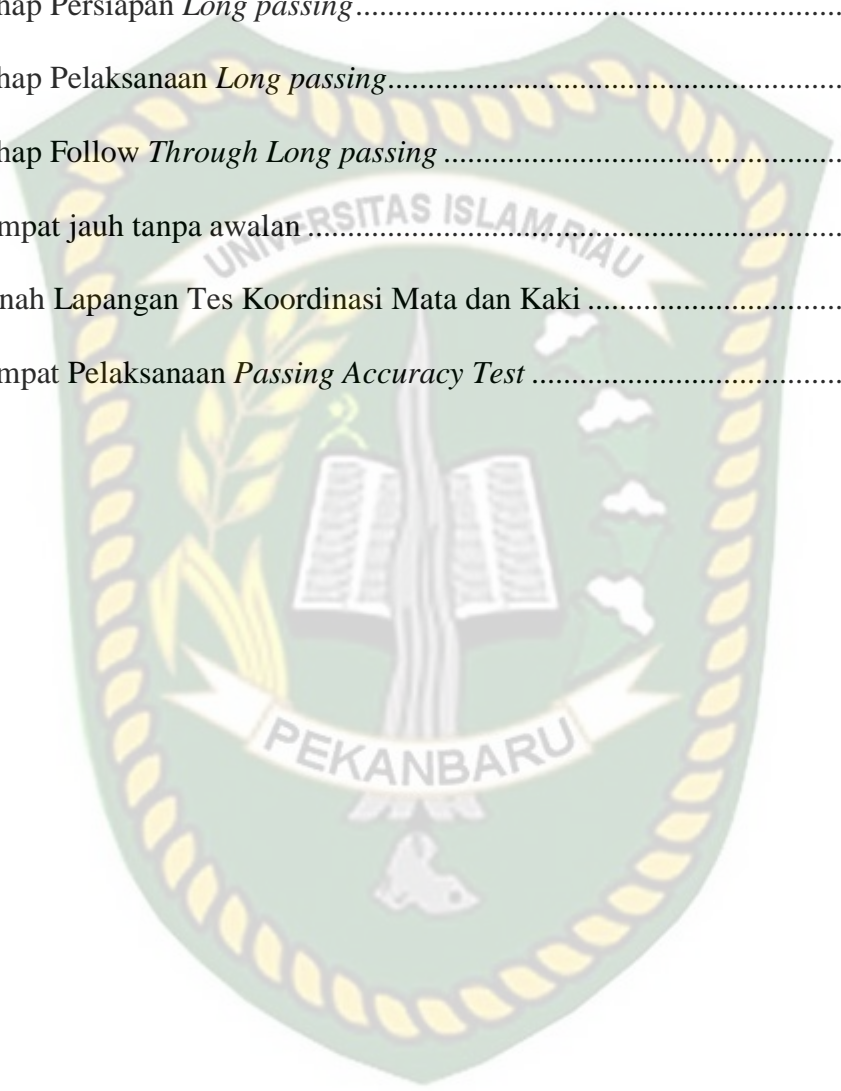 hap Persiapan Long passing
hap Pelaksanaan Long passing
hap Follow Through Long passing
mpat jauh tanpa awalan
nah Lapangan Tes Koordinasi Mata dan Kaki
mpat Pelaksanaan Passing Accuracy Test
UNIVERSITAS ISLAM RIAU
PEKANBARU